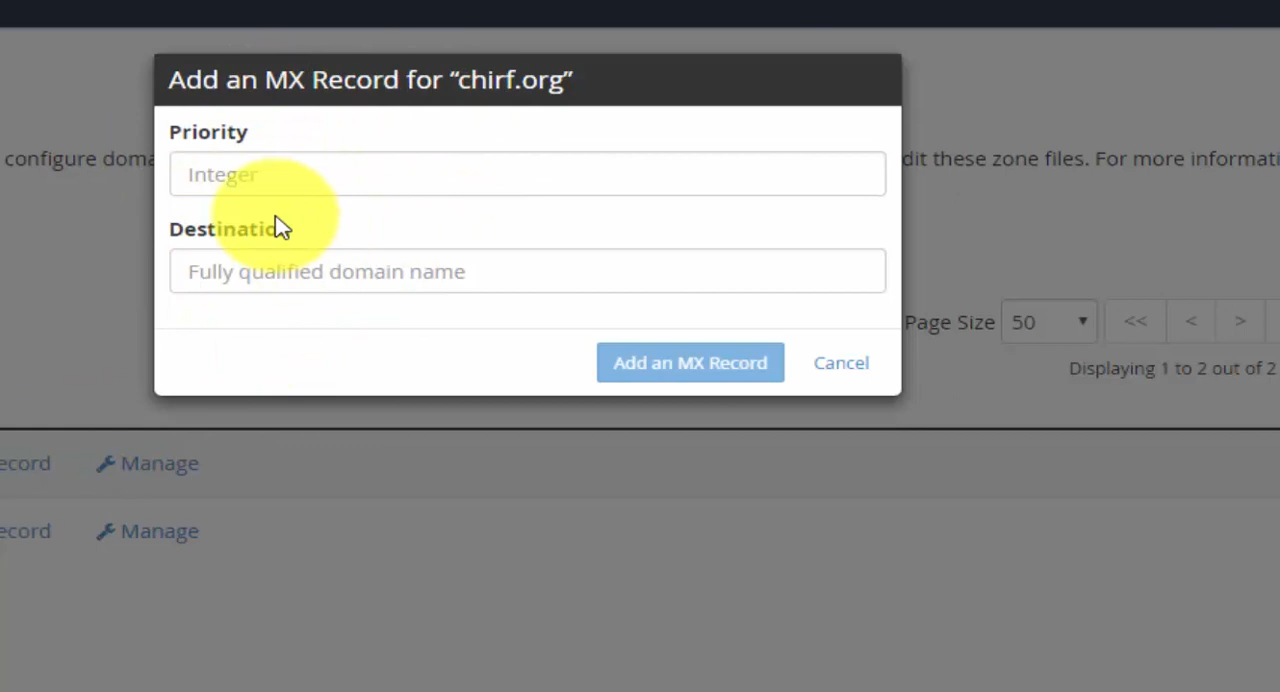 Add an MX Record for “chirf.org”
Priority
configure doma
dit these zone files. For more informati
Integer
Destination
Fully qualified domain name
Page Size 50 << < >
Add an MX Record Cancel
Displaying 1 to 2 out of 2
ecord Manage
ecord Manage